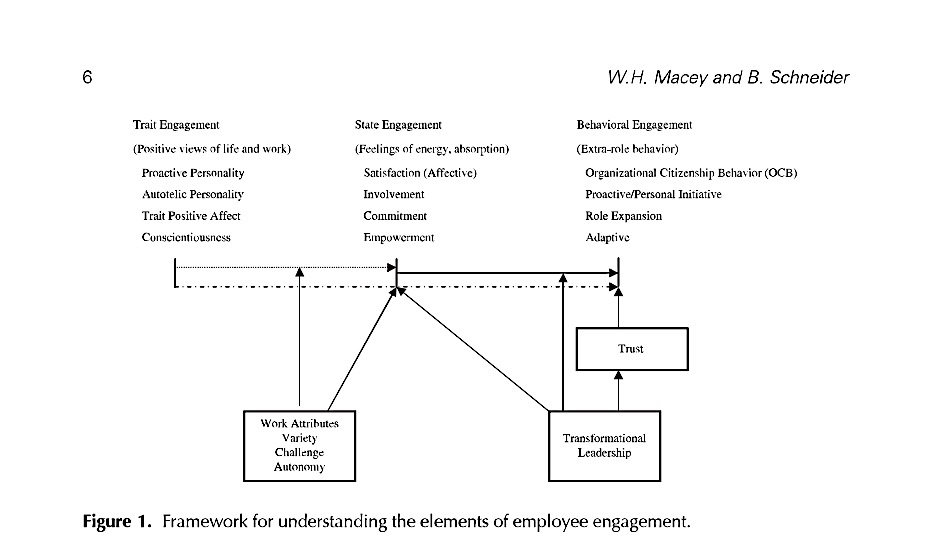 6
W.H. Macey and B. Schneider
Trait Engagement
(Positive views of life and work)
Proactive Personality
Autotelic Personality
Trait Positive Affect
Conscientiousness
State Engagement
(Feelings of energy, absorption)
Satisfaction (Affective)
Involvement
Commitment
Empowerment
Behavioral Engagement
(Extra-role behavior)
Organizational Citizenship Behavior (OCB)
Proactive/Personal Initiative
Role Expansion
Adaptive
Trust
Work Attributes
Variety
Challenge
Autonomy
Transformational
Leadership
Figure 1. Framework for understanding the elements of employee engagement.